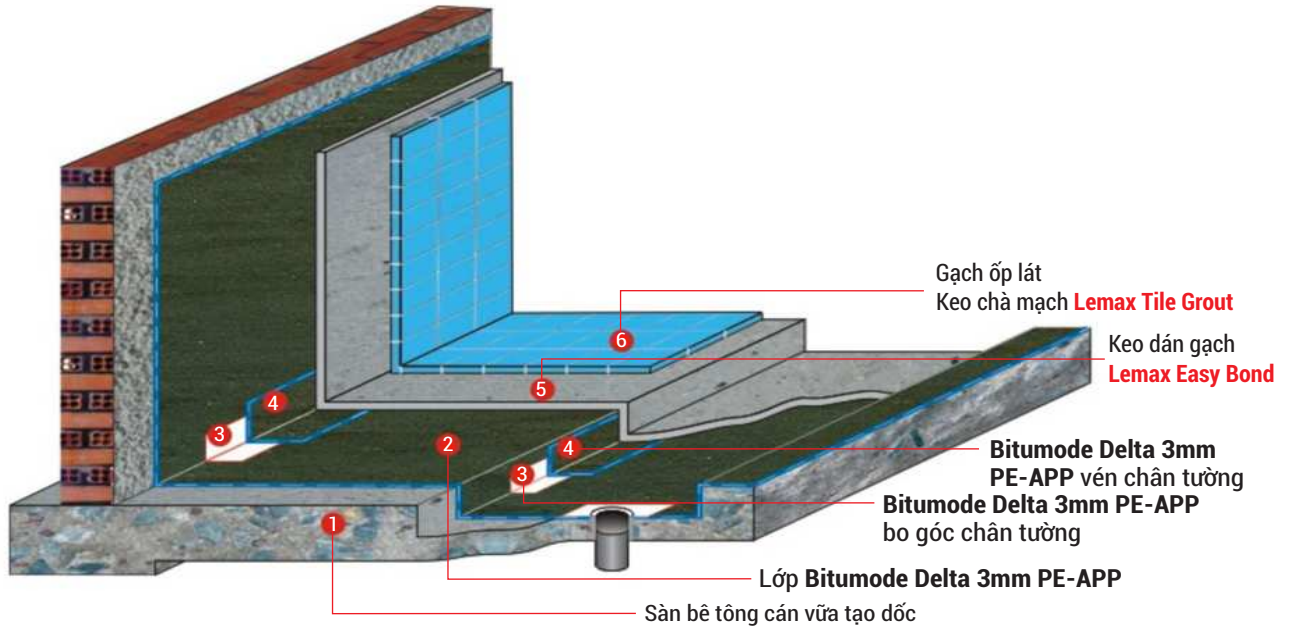 Gạch ốp lát
Keo chà mạch Lemax Tile Grout
Keo dán gạch
Lemax Easy Bond
6
5
4
3
2
4
3
1
Bitumode Delta 3mm
PE-APP vén chân tường
Bitumode Delta 3mm PE-APP
bo góc chân tường
Lớp Bitumode Delta 3mm PE-APP
Sàn bê tông cán vữa tạo dốc